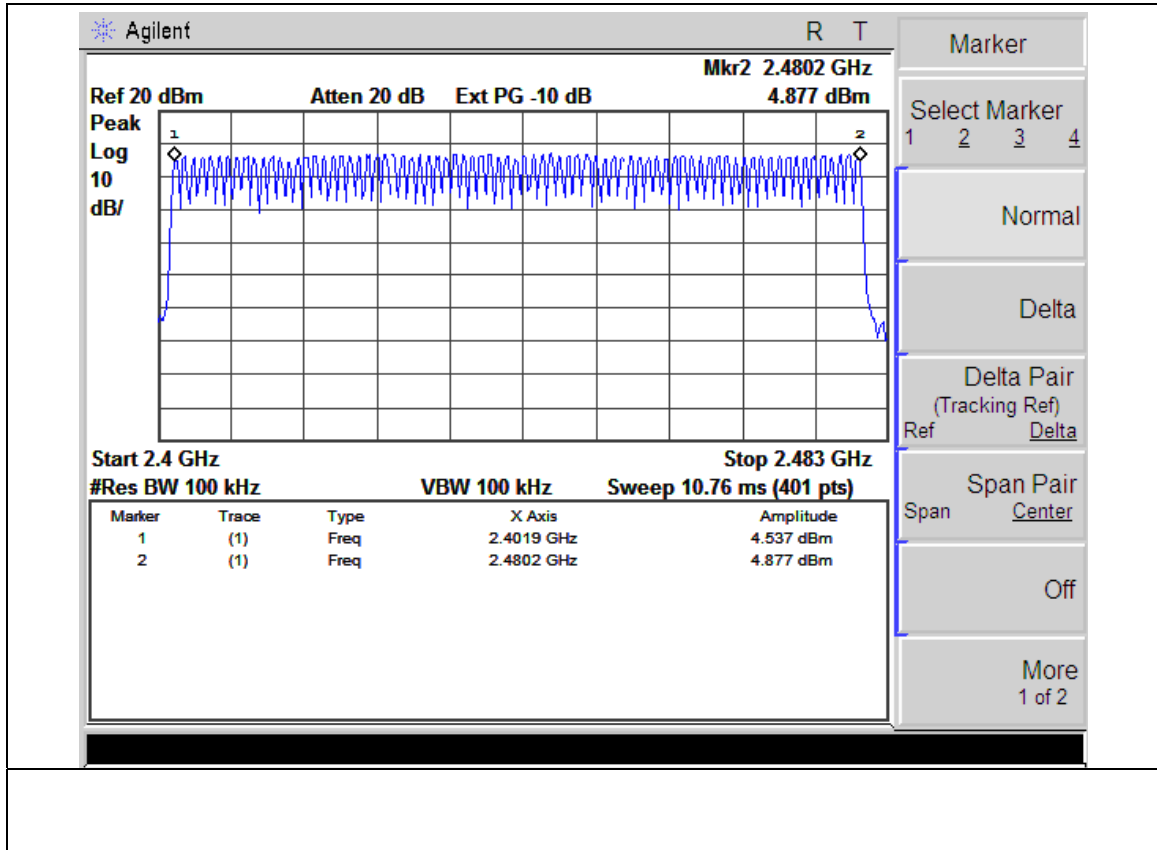 Agilent R T
Mkr2 2.4802 GHz
Ref 20 dBm Atten 20 dB Ext PG -10 dB 4.877 dBm
Peak
Log
10
dB/
1
2
Start 2.4 GHz Stop 2.483 GHz
#Res BW 100 kHz VBW 100 kHz Sweep 10.76 ms (401 pts)
Marker Trace Type X Axis Amplitude
1 (1) Freq 2.4019 GHz 4.537 dBm
2 (1) Freq 2.4802 GHz 4.877 dBm
Marker
Select Marker
1 2 3 4
Normal
Delta
Delta Pair
(Tracking Ref)
Ref Delta
Span Pair
Span Center
Off
More
1 of 2